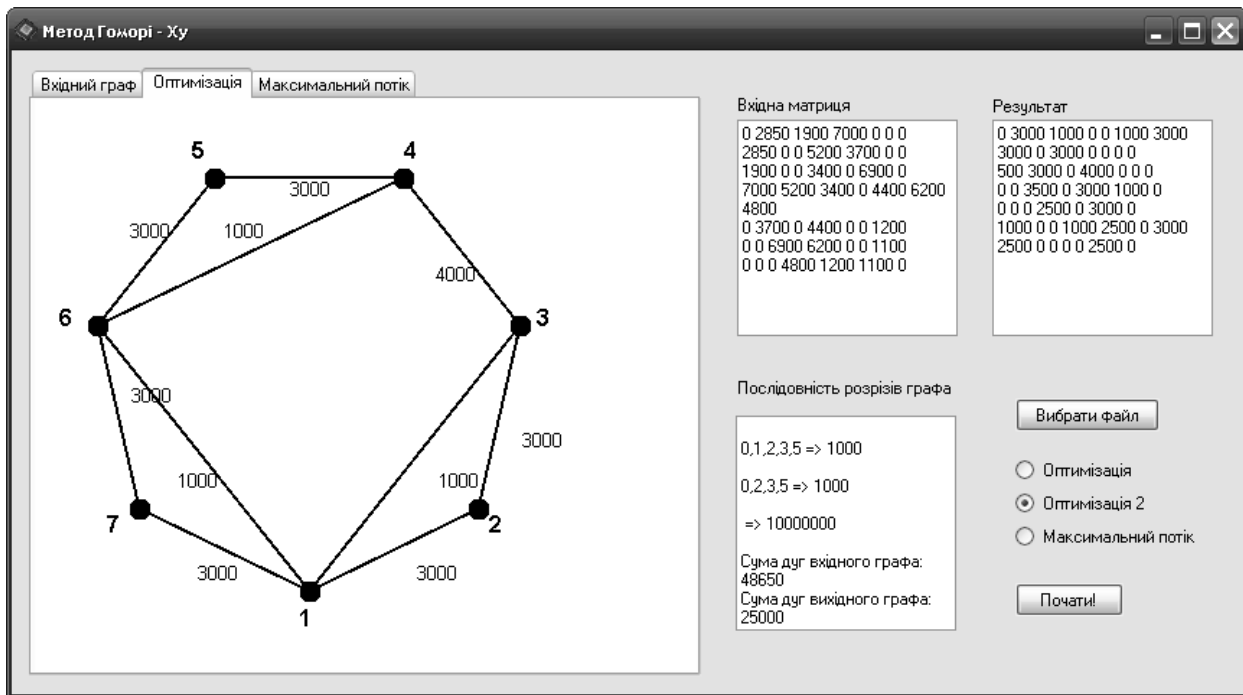 Метод Гоморі - Ху
Вхідний граф
Оптимізація
Максимальний потік
5
4
3000
3000
1000
4000
6
3
3000
3000
1000
1000
7
2
3000
3000
1
Вхідна матриця
0 2850 1900 7000 0 0 0
2850 0 0 5200 3700 0 0
1900 0 0 3400 0 6900 0
7000 5200 3400 0 4400 6200
4800
0 3700 0 4400 0 0 1200
0 0 6900 6200 0 0 1100
0 0 0 4800 1200 1100 0
Результат
0 3000 1000 0 0 1000 3000
3000 0 3000 0 0 0 0
500 3000 0 4000 0 0 0
0 0 3500 0 3000 1000 0
0 0 0 2500 0 3000 0
1000 0 0 1000 2500 0 3000
2500 0 0 0 0 2500 0
Послідовність розрізів графа
0,1,2,3,5 => 1000
0,2,3,5 => 1000
=> 10000000
Сума дуг вхідного графа:
48650
Сума дуг вихідного графа:
25000
Вибрати файл
Оптимізація
Оптимізація 2
Максимальний потік
Почати!